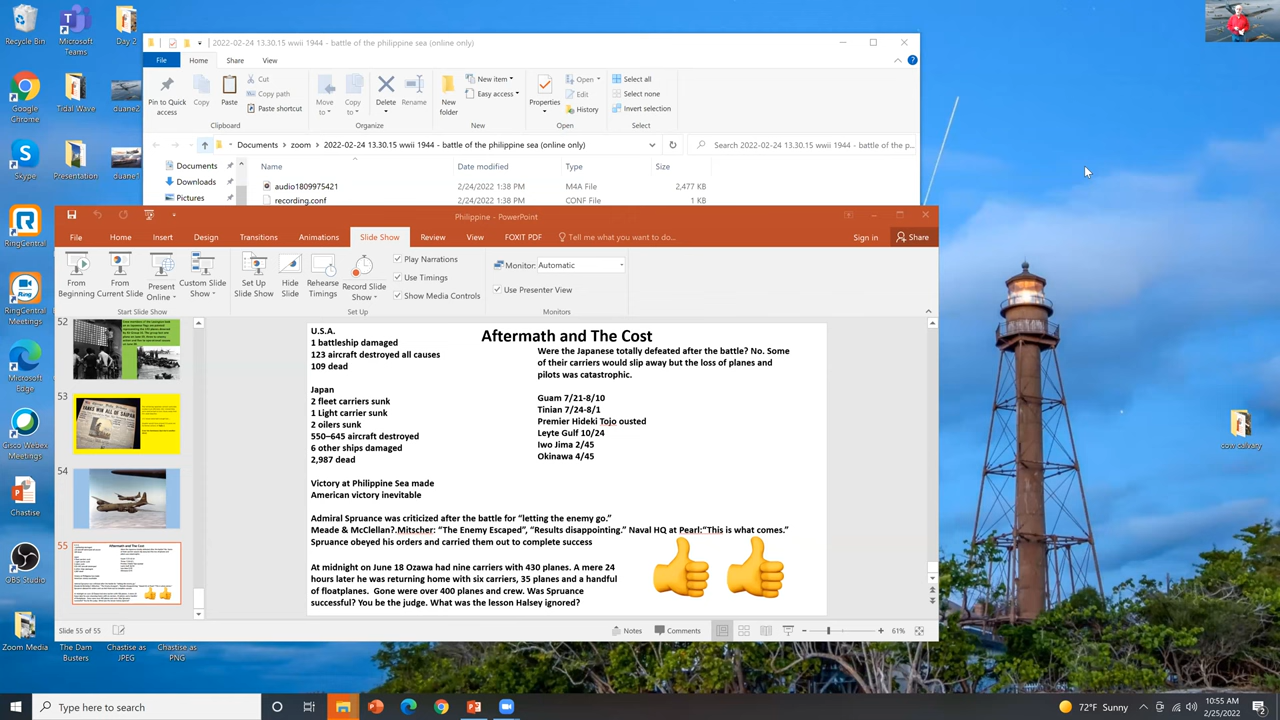 Recycle Bin
Microsoft Teams
Day 2
Google Chrome
Tidal Wave
duane2
Skype
Presentation
duane1
RingCentral
RingCentral Meetings
Microsoft Edge
Cisco Webex Meetings
Chastise
OBS Studio
Zoom Media
The Dam Busters
Chastise as JPEG
Chastise as PNG
cow calvary
2022-02-24 13.30.15 wwii 1944 - battle of the philippine sea (online only)
File Home Share View
Pin to Quick access
Copy
Paste
Cut
Copy path
Paste shortcut
Clipboard
Move to
Copy to
Delete
Rename
Organize
New folder
New item
Easy access
New
Properties
Open
Edit
History
Open
Select all
Select none
Invert selection
Select
Documents > zoom > 2022-02-24 13.30.15 wwii 1944 - battle of the philippine sea (online only)
Search 2022-02-24 13.30.15 wwii 1944 - battle of the p...
Documents
Downloads
Pictures
Name Date modified Type Size
audio1809975421 2/24/2022 1:38 PM M4A File 2,477 KB
recording.conf 2/24/2022 1:38 PM CONF File 1 KB
Philippine - PowerPoint
File Home Insert Design Transitions Animations Slide Show Review View FOXIT PDF Tell me what you want to do... Sign in Share
From Beginning
From Current Slide
Present Online
Custom Slide Show
Start Slide Show
Set Up Slide Show
Hide Slide
Rehearse Timings
Record Slide Show
Play Narrations
Use Timings
Show Media Controls
Set Up
Monitor: Automatic
Use Presenter View
Monitors
52
53
54
55
Aftermath and The Cost
U.S.A.
1 battleship damaged
123 aircraft destroyed all causes
109 dead
Japan
2 fleet carriers sunk
1 Light carrier sunk
2 oilers sunk
550–645 aircraft destroyed
6 other ships damaged
2,987 dead
Victory at Philippine Sea made
American victory inevitable
Were the Japanese totally defeated after the battle? No. Some
of their carriers would slip away but the loss of planes and
pilots was catastrophic.
Guam 7/21-8/10
Tinian 7/24-8/1
Premier Hideki Tojo ousted
Leyte Gulf 10/24
Iwo Jima 2/45
Okinawa 4/45
Admiral Spruance was criticized after the battle for “letting the enemy go.”
Meade & McClellan?.Mitscher: “The Enemy Escaped”, “Results disappointing.” Naval HQ at Pearl:“This is what comes.”
Spruance obeyed his orders and carried them out to complete success
At midnight on June 18 Ozawa had nine carriers with 430 planes. A mere 24
hours later he was returning home with six carriers, 35 planes and a handful
of floatplanes. Gone were over 400 planes and crew. Was Spruance
successful? You be the judge. What was the lesson Halsey ignored?
Slide 55 of 55
Notes
Comments
61%
Type here to search
72°F Sunny
10:55 AM
2/25/2022
2